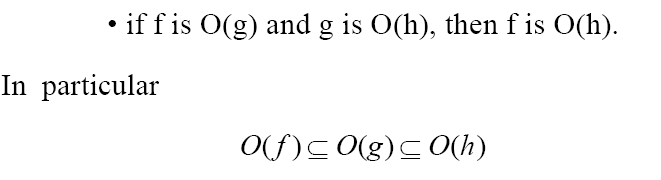 • if f is O(g) and g is O(h), then f is O(h).
In particular
O(f) ⊆ O(g) ⊆ O(h)